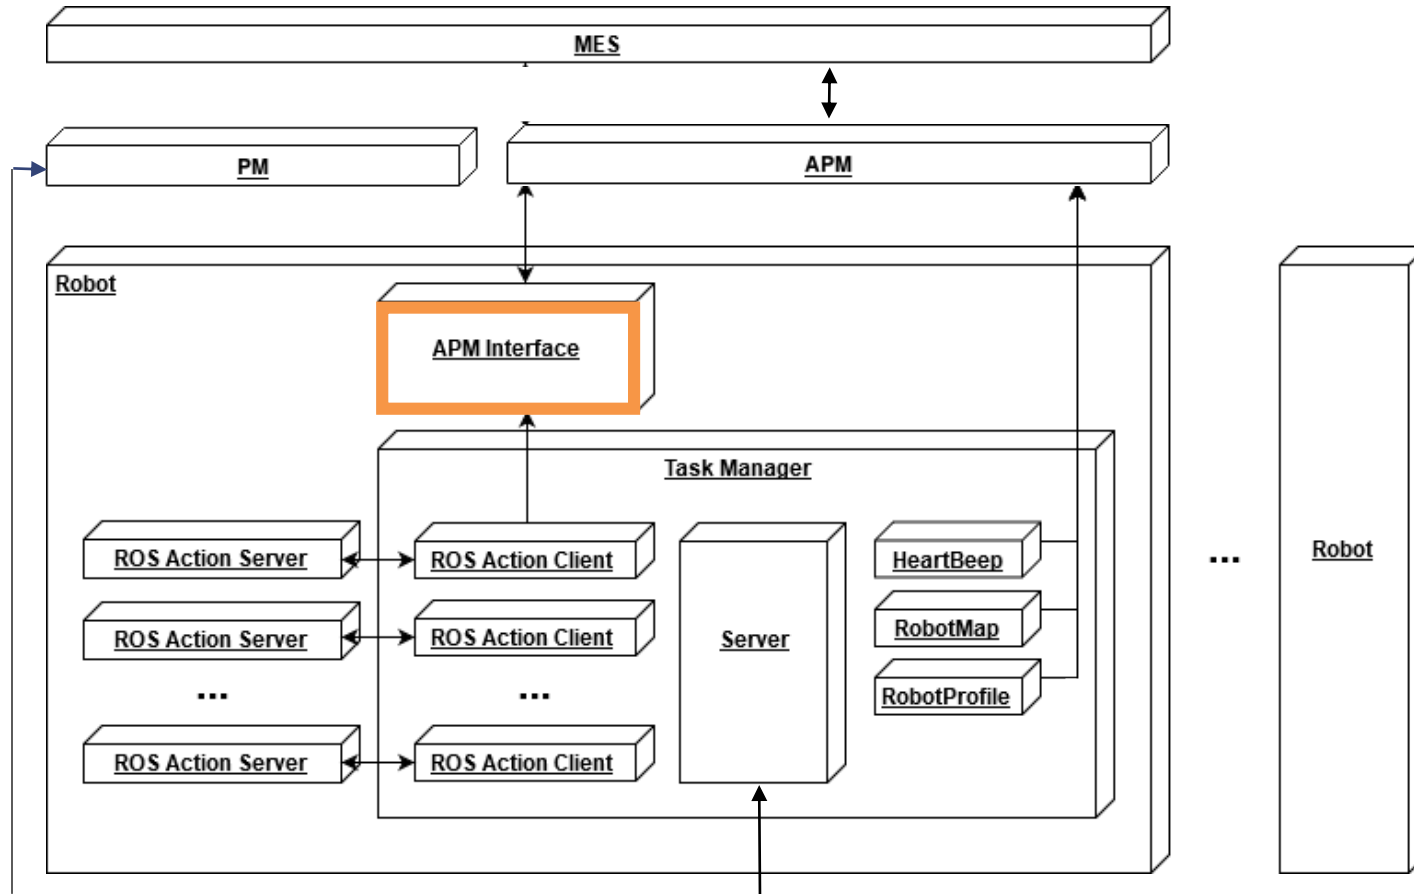 MES
PM
APM
Robot
APM Interface
Task Manager
ROS Action Server
ROS Action Client
HeartBeep
ROS Action Server
ROS Action Client
Server
RobotMap
...
...
RobotProfile
ROS Action Server
ROS Action Client
...
Robot